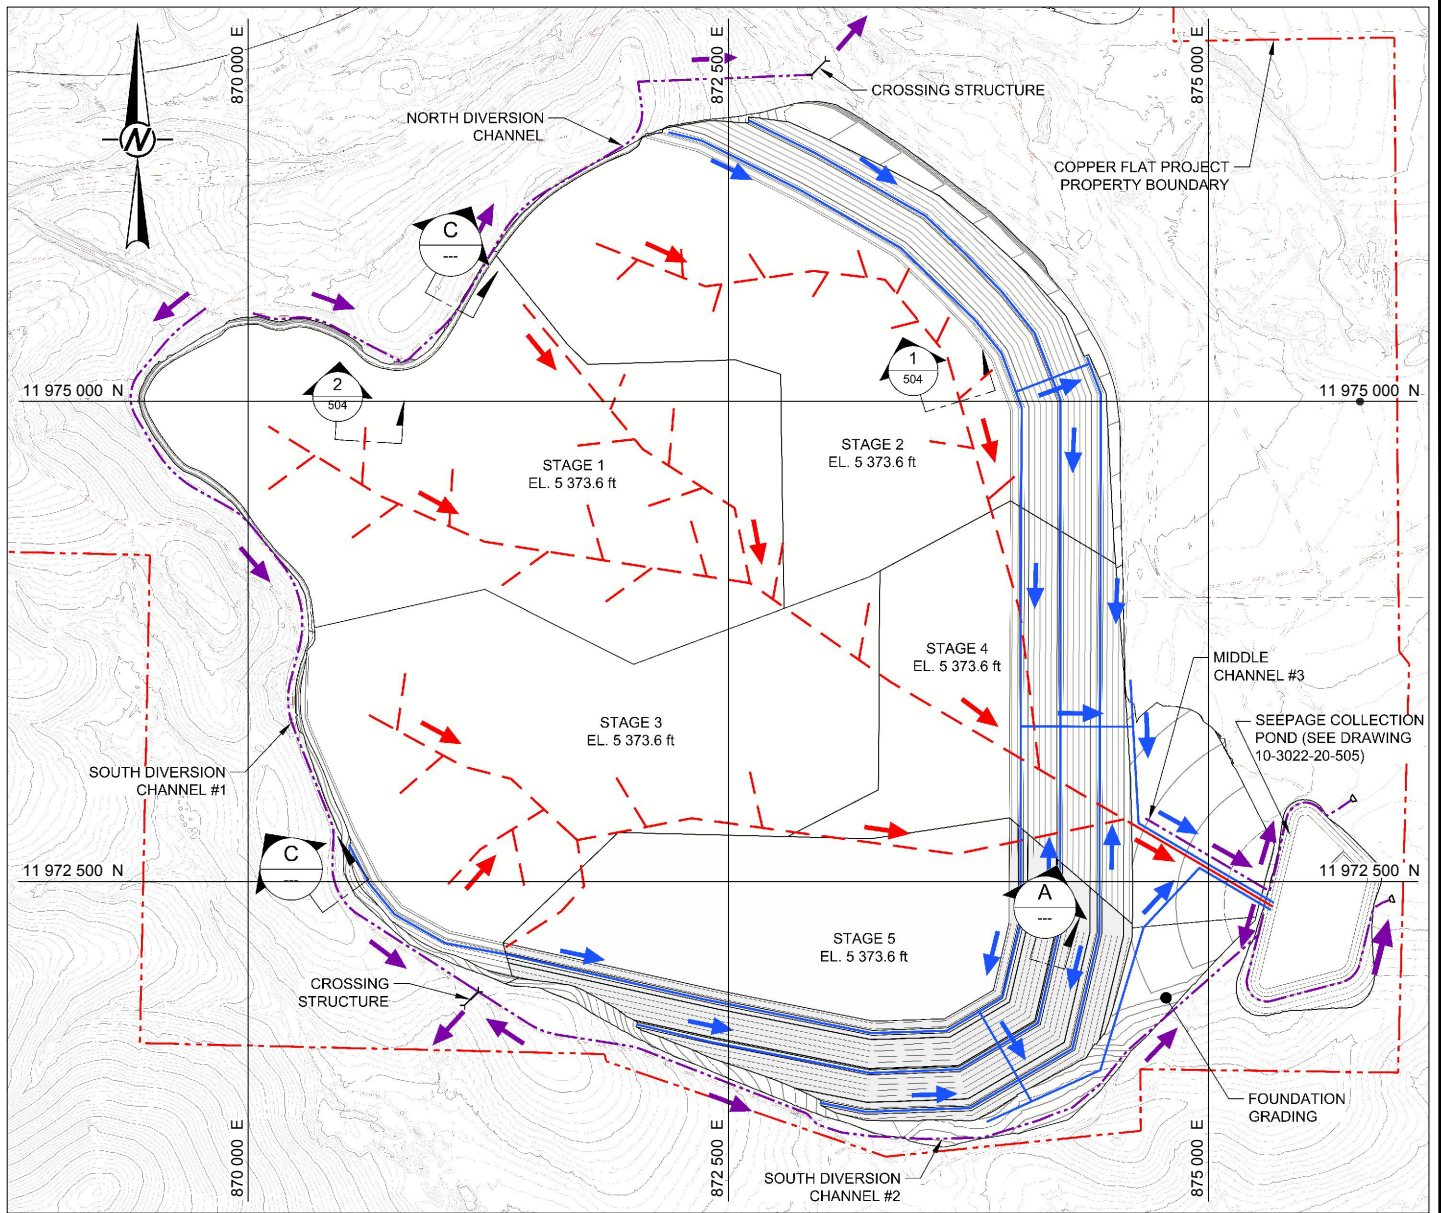 870 000  E
872 500  E
875 000  E
N
CROSSING STRUCTURE
NORTH DIVERSION
CHANNEL
COPPER FLAT PROJECT
PROPERTY BOUNDARY
C
---
11 975 000  N
11 975 000  N
2
504
1
504
STAGE 1
EL. 5 373.6 ft
STAGE 2
EL. 5 373.6 ft
STAGE 4
EL. 5 373.6 ft
MIDDLE
CHANNEL #3
STAGE 3
EL. 5 373.6 ft
SEEPAGE COLLECTION
POND (SEE DRAWING
10-3022-20-505)
SOUTH DIVERSION
CHANNEL #1
C
---
11 972 500  N
11 972 500  N
A
---
STAGE 5
EL. 5 373.6 ft
CROSSING
STRUCTURE
FOUNDATION
GRADING
SOUTH DIVERSION
CHANNEL #2
870 000  E
872 500  E
875 000  E